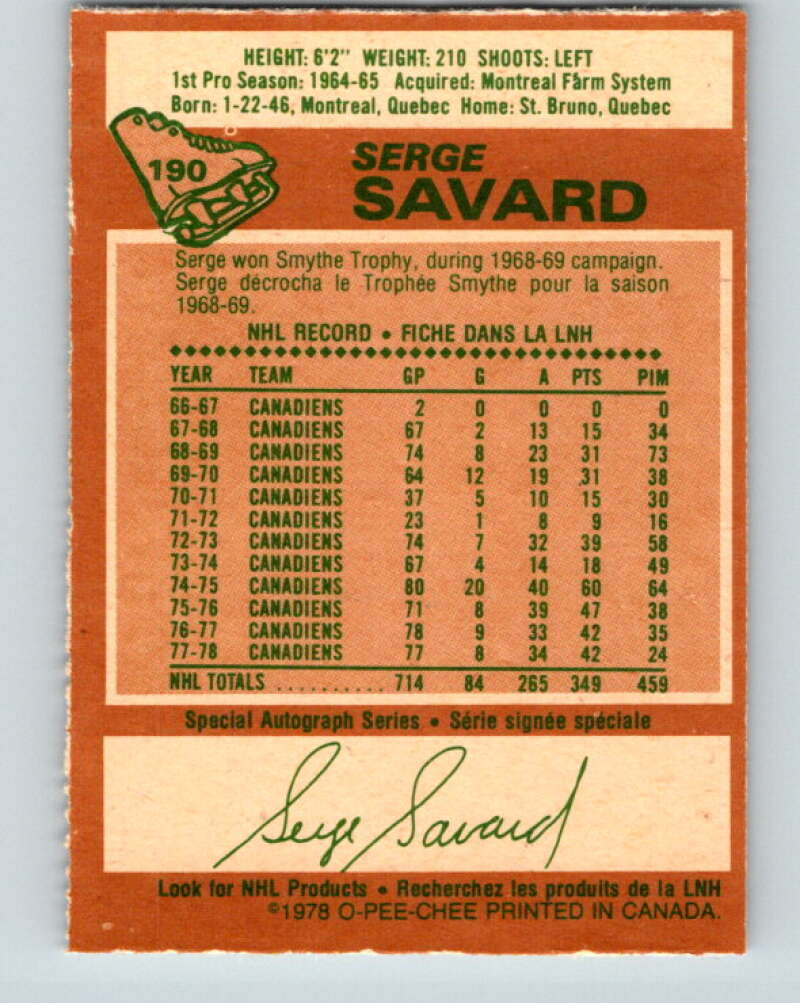 HEIGHT: 6'2" WEIGHT: 210 SHOOTS: LEFT
1st Pro Season: 1964-65 Acquired: Montreal Farm System
Born: 1-22-46, Montreal, Quebec Home: St. Bruno, Quebec
190
SERGE
SAVARD
Serge won Smythe Trophy, during 1968-69 campaign.
Serge décrocha le Trophée Smythe pour la saison
1968-69.
NHL RECORD • FICHE DANS LA LNH
YEAR TEAM GP G A PTS PIM
66-67 CANADIENS 2 0 0 0 0
67-68 CANADIENS 67 2 13 15 34
68-69 CANADIENS 74 8 23 31 73
69-70 CANADIENS 64 12 19 31 38
70-71 CANADIENS 37 5 10 15 30
71-72 CANADIENS 23 1 8 9 16
72-73 CANADIENS 74 7 32 39 58
73-74 CANADIENS 67 4 14 18 49
74-75 CANADIENS 80 20 40 60 64
75-76 CANADIENS 71 8 39 47 38
76-77 CANADIENS 78 9 33 42 35
77-78 CANADIENS 77 8 34 42 24
NHL TOTALS .......... 714 84 265 349 459
Special Autograph Series • Série signée spéciale
Serge Savard
Look for NHL Products • Recherchez les produits de la LNH
©1978 O-PEE-CHEE PRINTED IN CANADA.